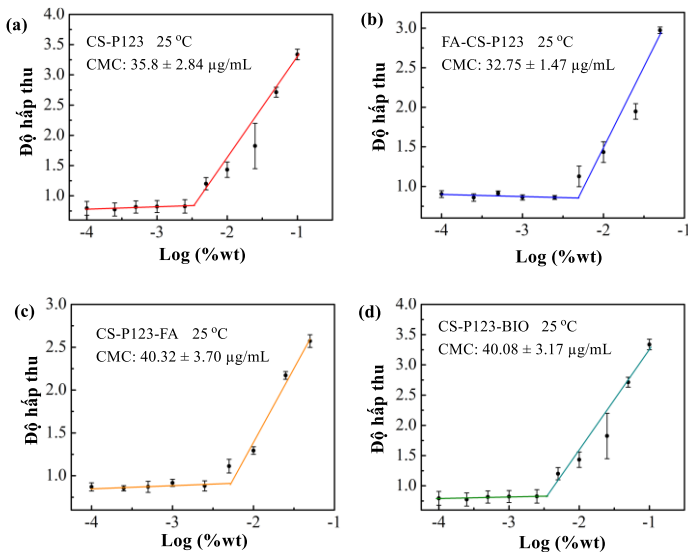 (a)
CS-P123 25 °C
CMC: 35.8 ± 2.84 µg/mL
Độ hấp thu
4.0
3.5
3.0
2.5
2.0
1.5
1.0
-4
-3
-2
-1
Log (%wt)
(b)
FA-CS-P123 25 °C
CMC: 32.75 ± 1.47 µg/mL
Độ hấp thu
3.0
2.5
2.0
1.5
1.0
-4
-3
-2
-1
Log (%wt)
(c)
CS-P123-FA 25 °C
CMC: 40.32 ± 3.70 µg/mL
Độ hấp thu
3.0
2.5
2.0
1.5
1.0
-4
-3
-2
-1
Log (%wt)
(d)
CS-P123-BIO 25 °C
CMC: 40.08 ± 3.17 µg/mL
Độ hấp thu
4.0
3.5
3.0
2.5
2.0
1.5
1.0
-4
-3
-2
-1
Log (%wt)